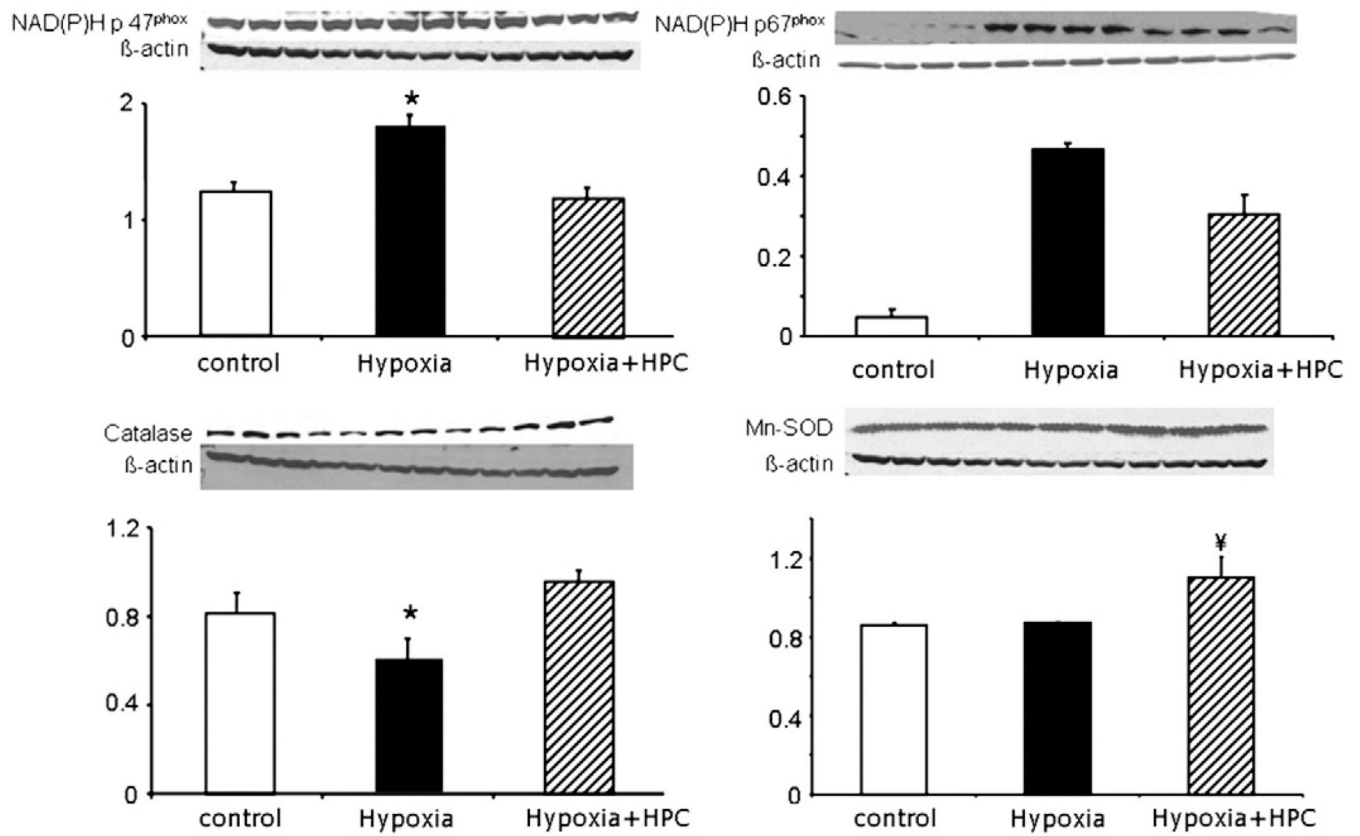 NAD(P)H p 47phox
ß-actin
2
*
1
0
control Hypoxia Hypoxia+HPC
NAD(P)H p67phox
ß-actin
0.6
0.4
0.2
0
control Hypoxia Hypoxia+HPC
Catalase
ß-actin
1.2
0.8
*
0.4
0
control Hypoxia Hypoxia+HPC
Mn-SOD
ß-actin
¥
1.2
0.8
0.4
0
control Hypoxia Hypoxia+HPC